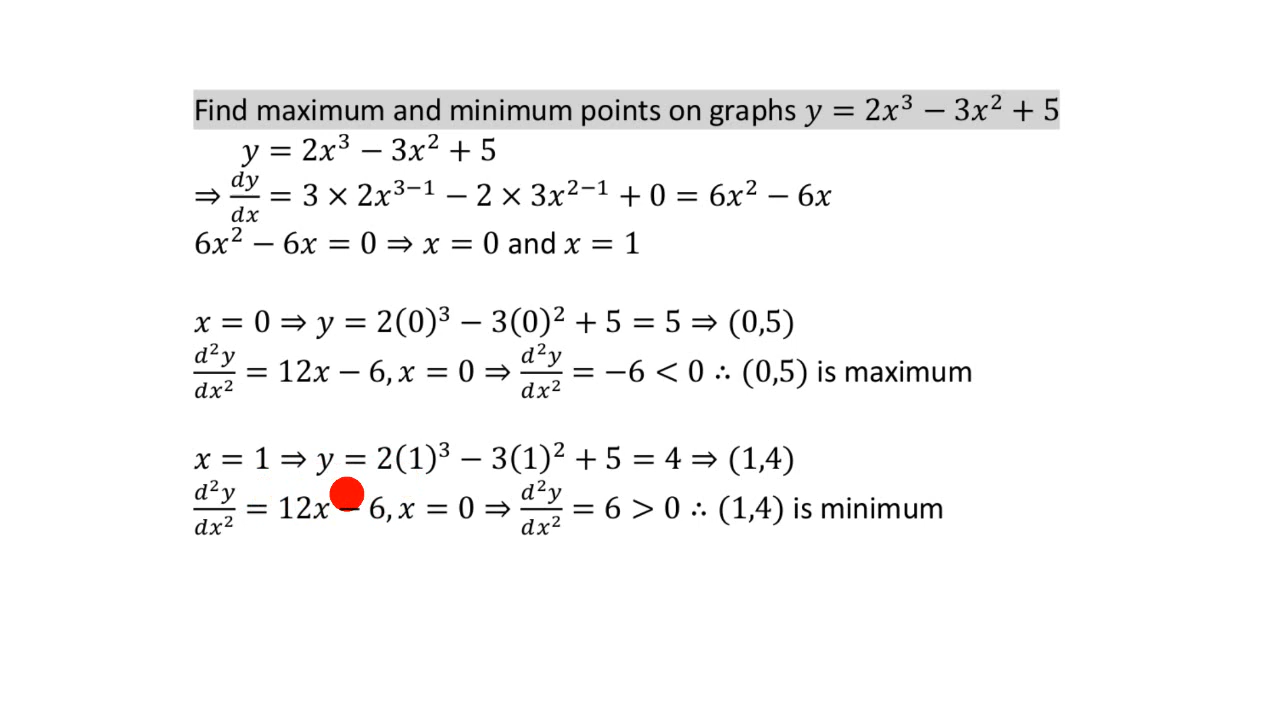 Find maximum and minimum points on graphs 𝑦 = 2𝑥³ − 3𝑥² + 5
𝑦 = 2𝑥³ − 3𝑥² + 5
⇒ 𝑑𝑦/𝑑𝑥 = 3 × 2𝑥³⁻¹ − 2 × 3𝑥²⁻¹ + 0 = 6𝑥² − 6𝑥
6𝑥² − 6𝑥 = 0 ⇒ 𝑥 = 0 and 𝑥 = 1
𝑥 = 0 ⇒ 𝑦 = 2(0)³ − 3(0)² + 5 = 5 ⇒ (0,5)
𝑑²𝑦/𝑑𝑥² = 12𝑥 − 6, 𝑥 = 0 ⇒ 𝑑²𝑦/𝑑𝑥² = −6 < 0 ∴ (0,5) is maximum
𝑥 = 1 ⇒ 𝑦 = 2(1)³ − 3(1)² + 5 = 4 ⇒ (1,4)
𝑑²𝑦/𝑑𝑥² = 12𝑥 − 6, 𝑥 = 0 ⇒ 𝑑²𝑦/𝑑𝑥² = 6 > 0 ∴ (1,4) is minimum